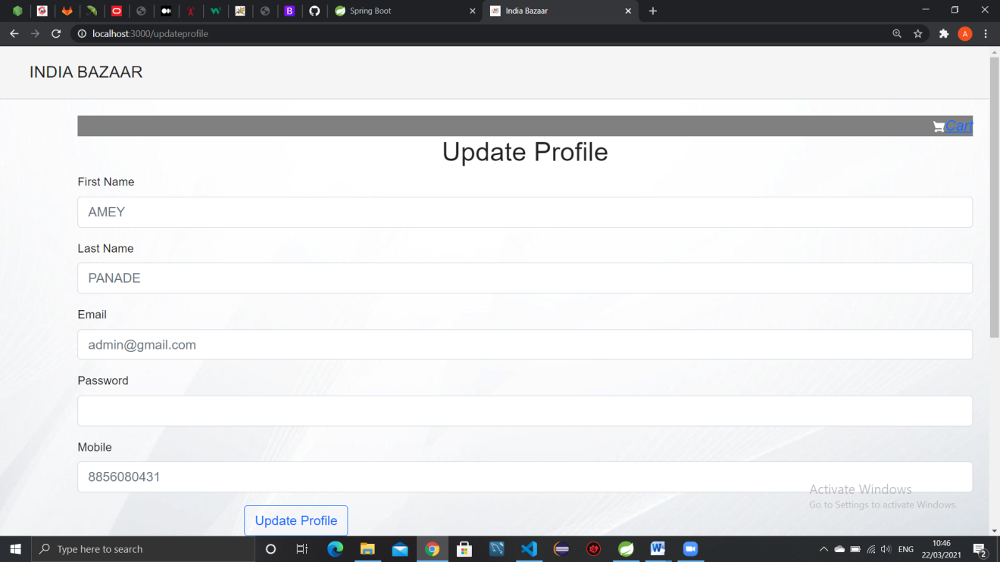 Spring Boot
India Bazaar
localhost:3000/updateprofile
A
INDIA BAZAAR
Cart
Update Profile
First Name
AMEY
Last Name
PANADE
Email
admin@gmail.com
Password
Mobile
8856080431
Activate Windows
Go to Settings to activate Windows.
Update Profile
Type here to search
ENG
10:46
22/03/2021
2